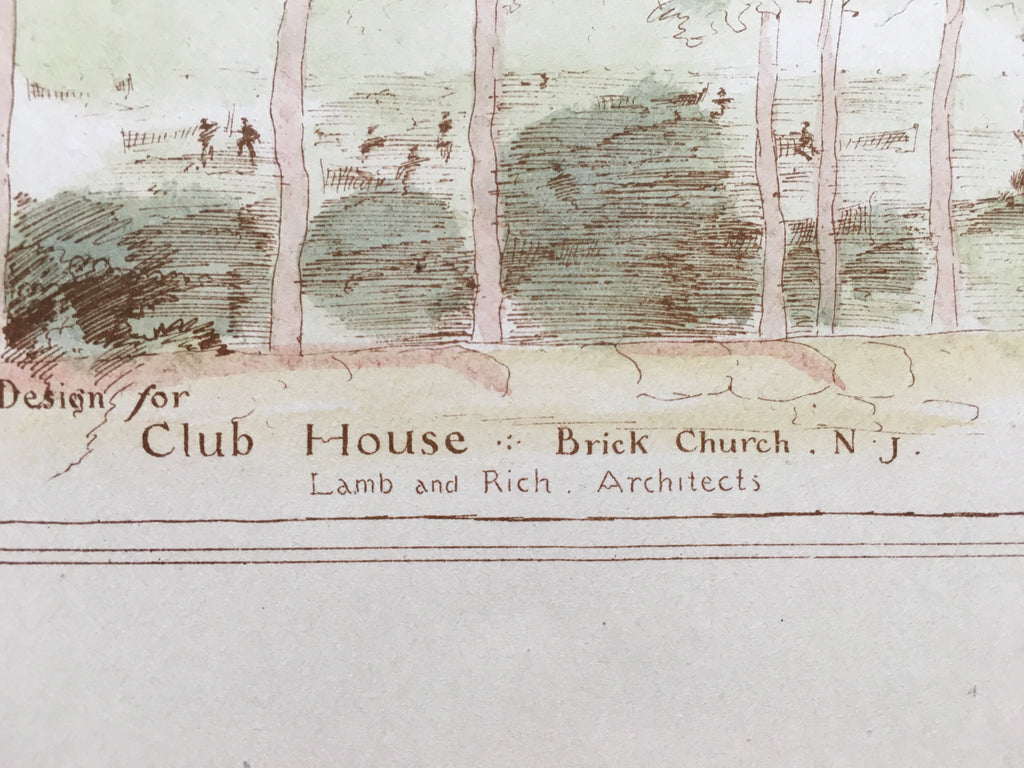 Design for
Club House ·:· Brick Church . N. J.
Lamb and Rich . Architects